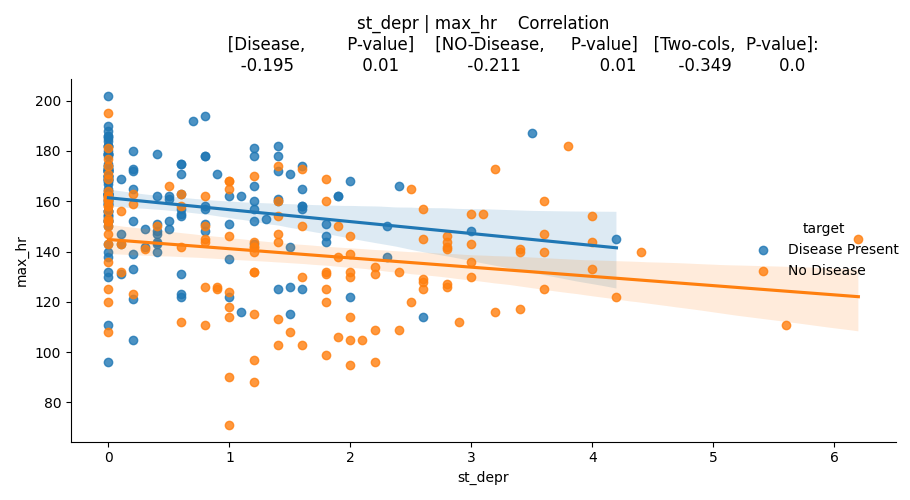 st_depr | max_hr    Correlation
[Disease,        P-value]    [NO-Disease,     P-value]   [Two-cols,  P-value]:
-0.195             0.01             -0.211               0.01        -0.349         0.0
200
180
160
140
120
100
80
max_hr
target
Disease Present
No Disease
0 1 2 3 4 5 6
st_depr